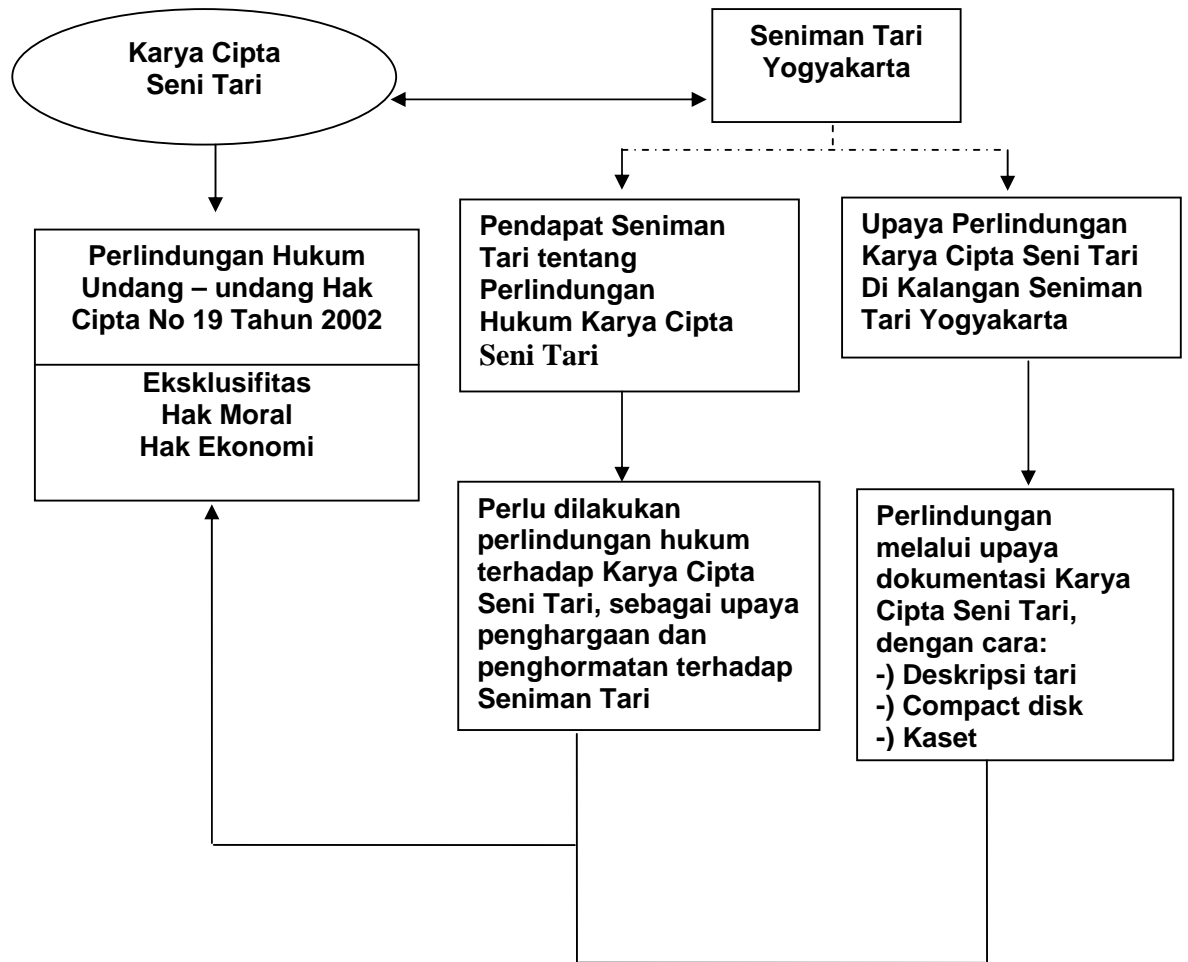 Karya Cipta
Seni Tari
Seniman Tari
Yogyakarta
Perlindungan Hukum
Undang – undang Hak
Cipta No 19 Tahun 2002
Eksklusifitas
Hak Moral
Hak Ekonomi
Pendapat Seniman
Tari tentang
Perlindungan
Hukum Karya Cipta
Seni Tari
Upaya Perlindungan
Karya Cipta Seni Tari
Di Kalangan Seniman
Tari Yogyakarta
Perlu dilakukan
perlindungan hukum
terhadap Karya Cipta
Seni Tari, sebagai upaya
penghargaan dan
penghormatan terhadap
Seniman Tari
Perlindungan
melalui upaya
dokumentasi Karya
Cipta Seni Tari,
dengan cara:
-) Deskripsi tari
-) Compact disk
-) Kaset